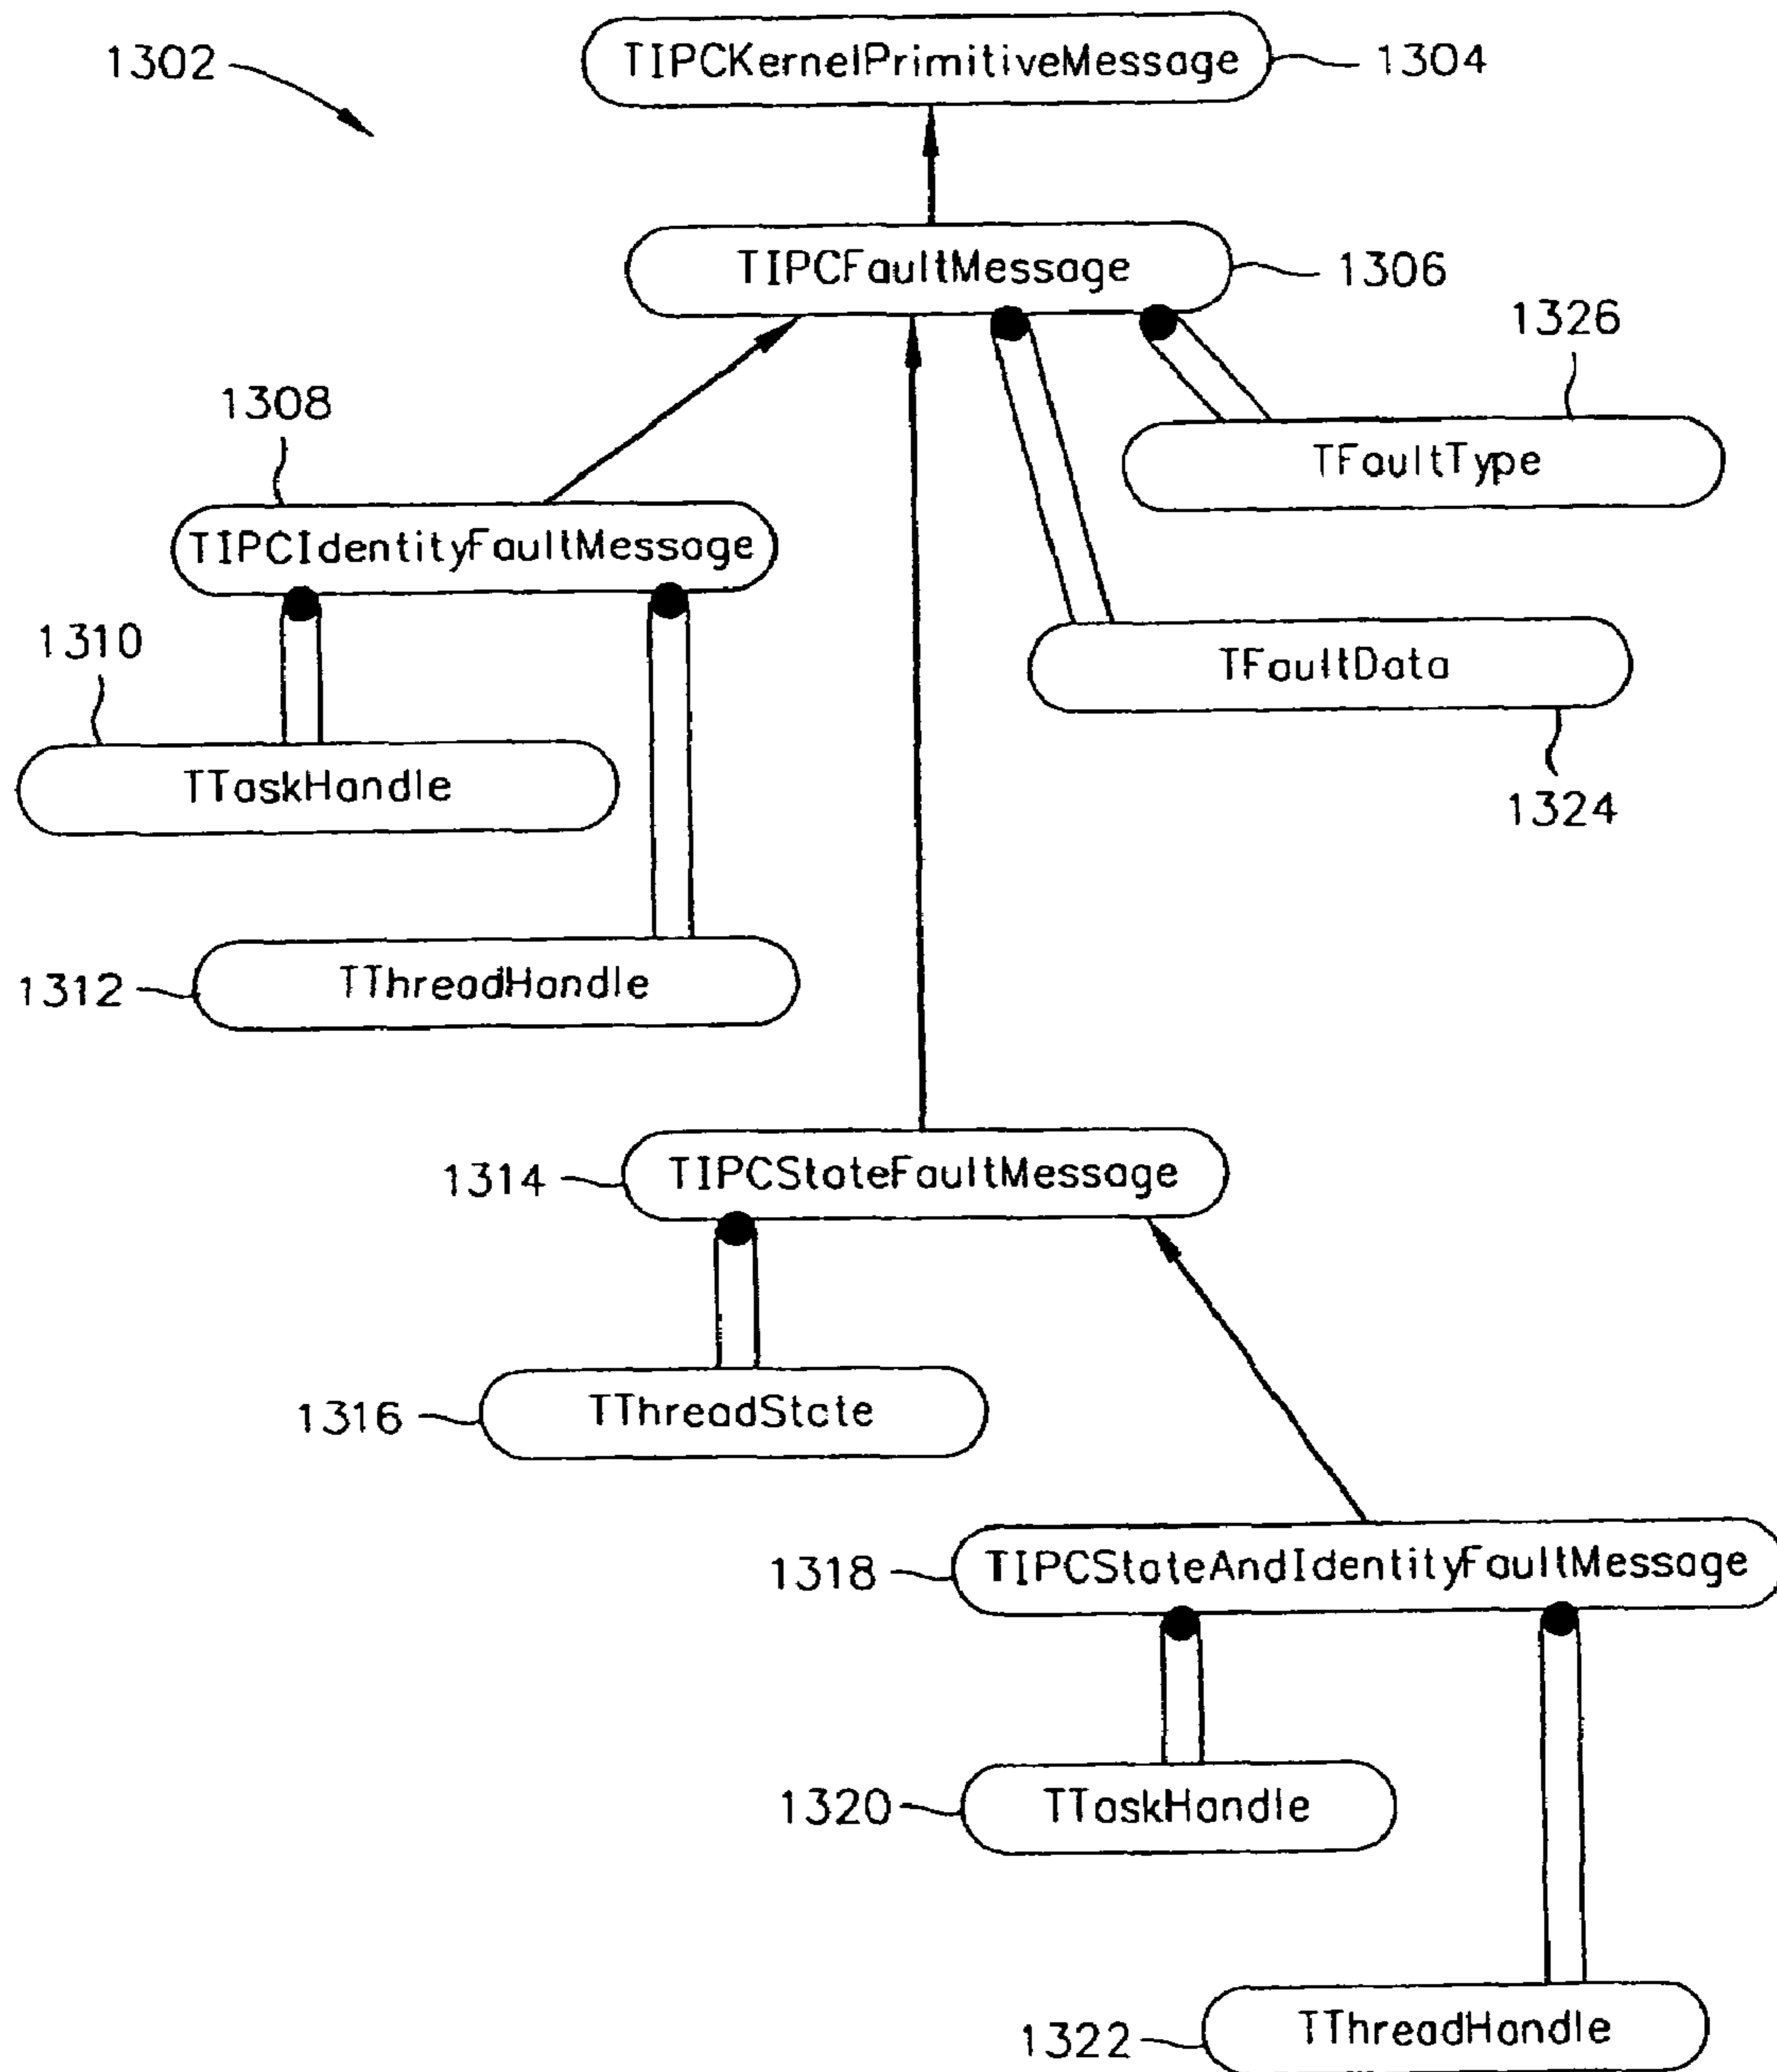 1302
TIPCKernelPrimitiveMessage
1304
TIPCFaultMessage
1306
1326
1308
TFaultType
TIPCIdentityFaultMessage
1310
TFaultData
TTaskHandle
1324
1312
TThreadHandle
1314
TIPCStateFaultMessage
1316
TThreadState
1318
TIPCStateAndIdentityFaultMessage
1320
TTaskHandle
1322
TThreadHandle